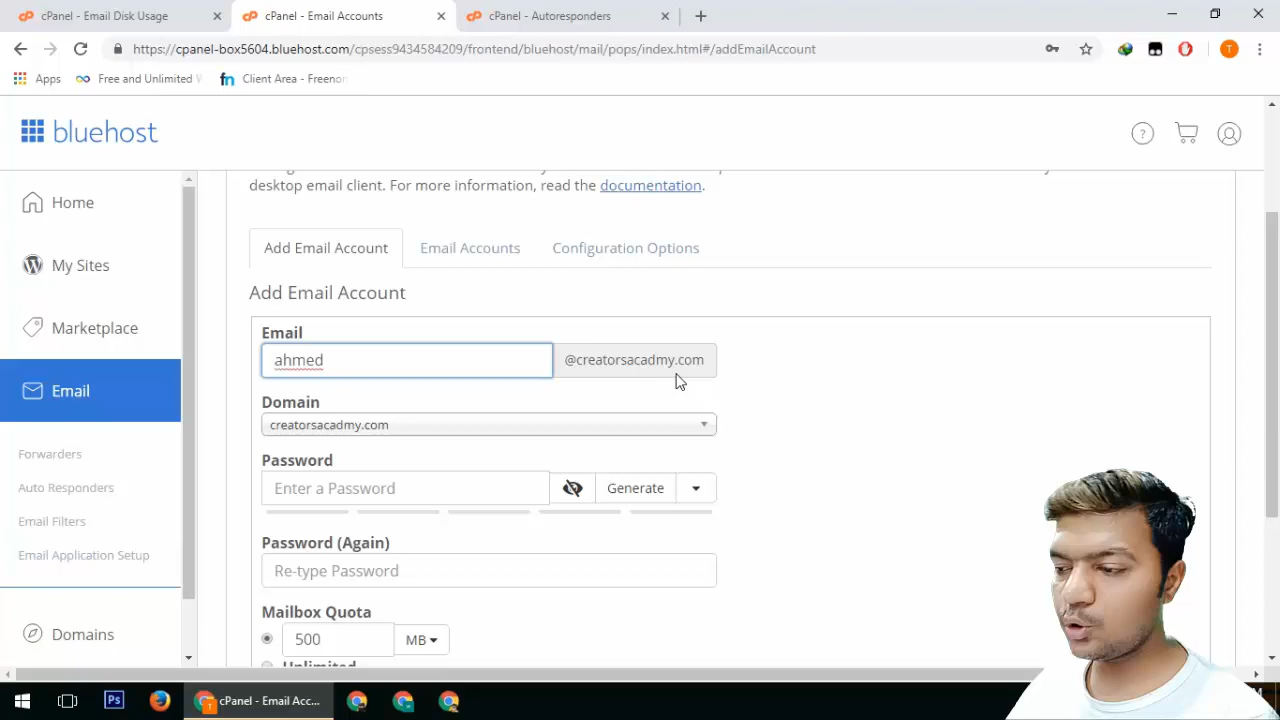 cPanel - Email Disk Usage
cPanel - Email Accounts
cPanel - Autoresponders
https://cpanel-box5604.bluehost.com/cpsess9434584209/frontend/bluehost/mail/pops/index.html#/addEmailAccount
T
Apps
Free and Unlimited
fn Client Area - Freenom
bluehost
?
Home
My Sites
Marketplace
Email
Forwarders
Auto Responders
Email Filters
Email Application Setup
Domains
desktop email client. For more information, read the documentation.
Add Email Account
Email Accounts
Configuration Options
Add Email Account
Email
ahmed
@creatorsacadmy.com
Domain
creatorsacadmy.com
Password
Enter a Password
Generate
Password (Again)
Re-type Password
Mailbox Quota
500
MB
Unlimited
Ps
T
cPanel - Email Acc...